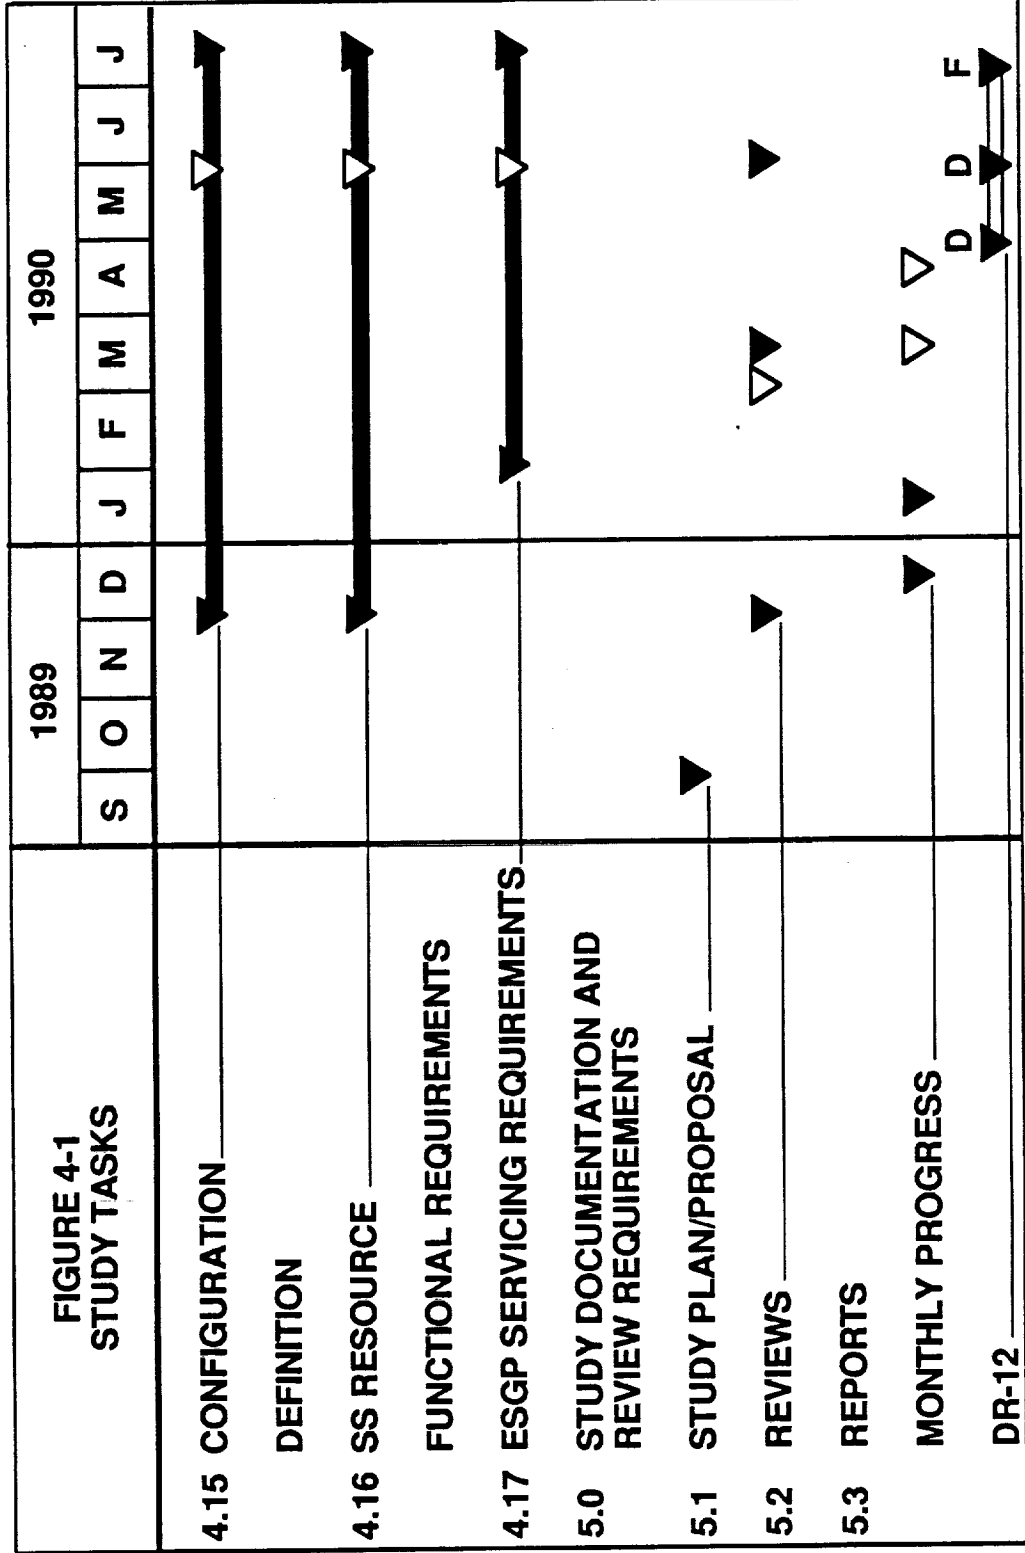 FIGURE 4-1
STUDY TASKS
1989
1990
S O N D J F M A M J J
4.15 CONFIGURATION
DEFINITION
4.16 SS RESOURCE
FUNCTIONAL REQUIREMENTS
4.17 ESGP SERVICING REQUIREMENTS
5.0 STUDY DOCUMENTATION AND
REVIEW REQUIREMENTS
5.1 STUDY PLAN/PROPOSAL
5.2 REVIEWS
5.3 REPORTS
MONTHLY PROGRESS
DR-12
D D F